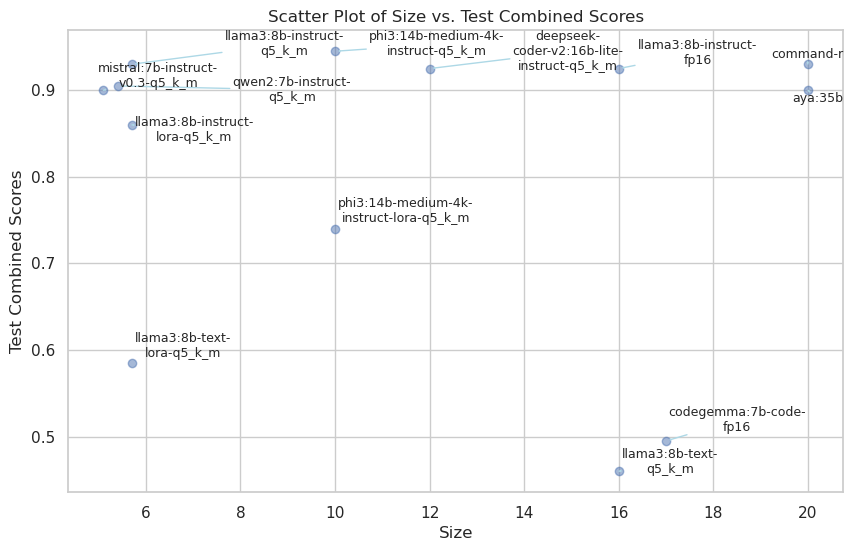 Scatter Plot of Size vs. Test Combined Scores
llama3:8b-instruct-
q5_k_m
phi3:14b-medium-4k-
instruct-q5_k_m
deepseek-
coder-v2:16b-lite-
instruct-q5_k_m
llama3:8b-instruct-
fp16
command-r
mistral:7b-instruct-
v0.3-q5_k_m
qwen2:7b-instruct-
q5_k_m
aya:35b
llama3:8b-instruct-
lora-q5_k_m
phi3:14b-medium-4k-
instruct-lora-q5_k_m
llama3:8b-text-
lora-q5_k_m
codegemma:7b-code-
fp16
llama3:8b-text-
q5_k_m
Test Combined Scores
0.9
0.8
0.7
0.6
0.5
6 8 10 12 14 16 18 20
Size